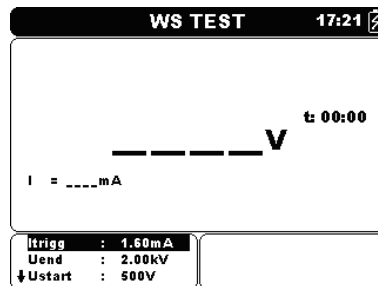 WS TEST 17:21
t: 00:00
____V
I = ____mA
Itrigg : 1.60mA
Uend : 2.00kV
↓Ustart : 500V